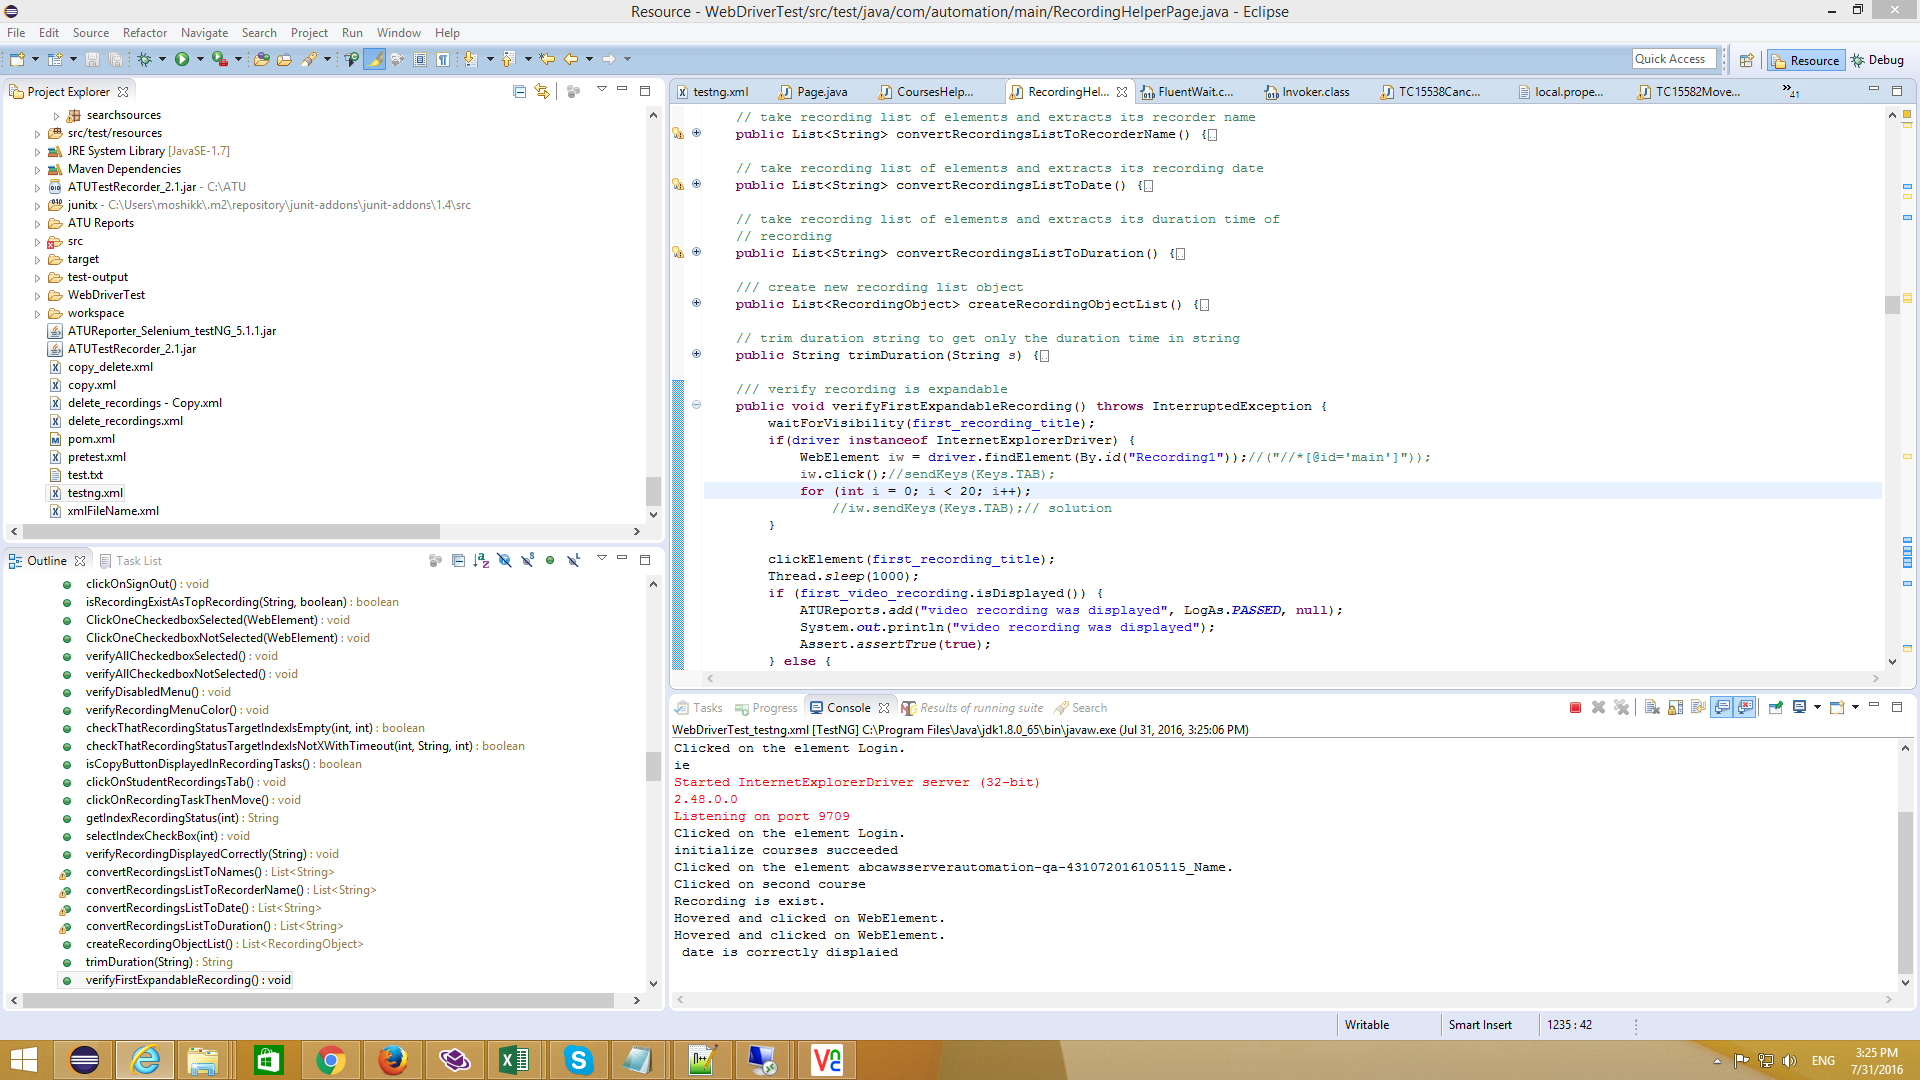 Resource - WebDriverTest/src/test/java/com/automation/main/RecordingHelperPage.java - Eclipse
File Edit Source Refactor Navigate Search Project Run Window Help
Quick Access
Resource
Debug
Project Explorer
searchsources
src/test/resources
JRE System Library [JavaSE-1.7]
Maven Dependencies
ATUTestRecorder_2.1.jar - C:\ATU
junitx - C:\Users\moshikk\.m2\repository\junit-addons\junit-addons\1.4\src
ATU Reports
src
target
test-output
WebDriverTest
workspace
ATUReporter_Selenium_testNG_5.1.1.jar
ATUTestRecorder_2.1.jar
copy_delete.xml
copy.xml
delete_recordings - Copy.xml
delete_recordings.xml
pom.xml
pretest.xml
test.txt
testng.xml
xmlFileName.xml
Outline Task List
clickOnSignOut() : void
isRecordingExistAsTopRecording(String, boolean) : boolean
ClickOneCheckedboxSelected(WebElement) : void
ClickOneCheckedboxNotSelected(WebElement) : void
verifyAllCheckedboxSelected() : void
verifyAllCheckedboxNotSelected() : void
verifyDisabledMenu() : void
verifyRecordingMenuColor() : void
checkThatRecordingStatusTargetIndexIsEmpty(int, int) : boolean
checkThatRecordingStatusTargetIndexIsNotXWithTimeout(int, String, int) : boolean
isCopyButtonDisplayedInRecordingTasks() : boolean
clickOnStudentRecordingsTab() : void
clickOnRecordingTaskThenMove() : void
getIndexRecordingStatus(int) : String
selectIndexCheckBox(int) : void
verifyRecordingDisplayedCorrectly(String) : void
convertRecordingsListToNames() : List<String>
convertRecordingsListToRecorderName() : List<String>
convertRecordingsListToDate() : List<String>
convertRecordingsListToDuration() : List<String>
createRecordingObjectList() : List<RecordingObject>
trimDuration(String) : String
verifyFirstExpandableRecording() : void
testng.xml Page.java CoursesHelp... RecordingHel... FluentWait.c... Invoker.class TC15538Canc... local.prope... TC15582Move... »41
// take recording list of elements and extracts its recorder name
public List<String> convertRecordingsListToRecorderName() {
// take recording list of elements and extracts its recording date
public List<String> convertRecordingsListToDate() {
// take recording list of elements and extracts its duration time of
// recording
public List<String> convertRecordingsListToDuration() {
/// create new recording list object
public List<RecordingObject> createRecordingObjectList() {
// trim duration string to get only the duration time in string
public String trimDuration(String s) {
/// verify recording is expandable
public void verifyFirstExpandableRecording() throws InterruptedException {
waitForVisibility(first_recording_title);
if(driver instanceof InternetExplorerDriver) {
WebElement iw = driver.findElement(By.id("Recording1"));//("//*[@id='main']"));
iw.click();//sendKeys(Keys.TAB);
for (int i = 0; i < 20; i++);
//iw.sendKeys(Keys.TAB);// solution
}
clickElement(first_recording_title);
Thread.sleep(1000);
if (first_video_recording.isDisplayed()) {
ATUReports.add("video recording was displayed", LogAs.PASSED, null);
System.out.println("video recording was displayed");
Assert.assertTrue(true);
} else {
Tasks Progress Console Results of running suite Search
WebDriverTest_testng.xml [TestNG] C:\Program Files\Java\jdk1.8.0_65\bin\javaw.exe (Jul 31, 2016, 3:25:06 PM)
Clicked on the element Login.
ie
Started InternetExplorerDriver server (32-bit)
2.48.0.0
Listening on port 9709
Clicked on the element Login.
initialize courses succeeded
Clicked on the element abcawsserverautomation-qa-431072016105115_Name.
Clicked on second course
Recording is exist.
Hovered and clicked on WebElement.
Hovered and clicked on WebElement.
date is correctly displaied
Writable Smart Insert 1235 : 42
ENG
3:25 PM
7/31/2016